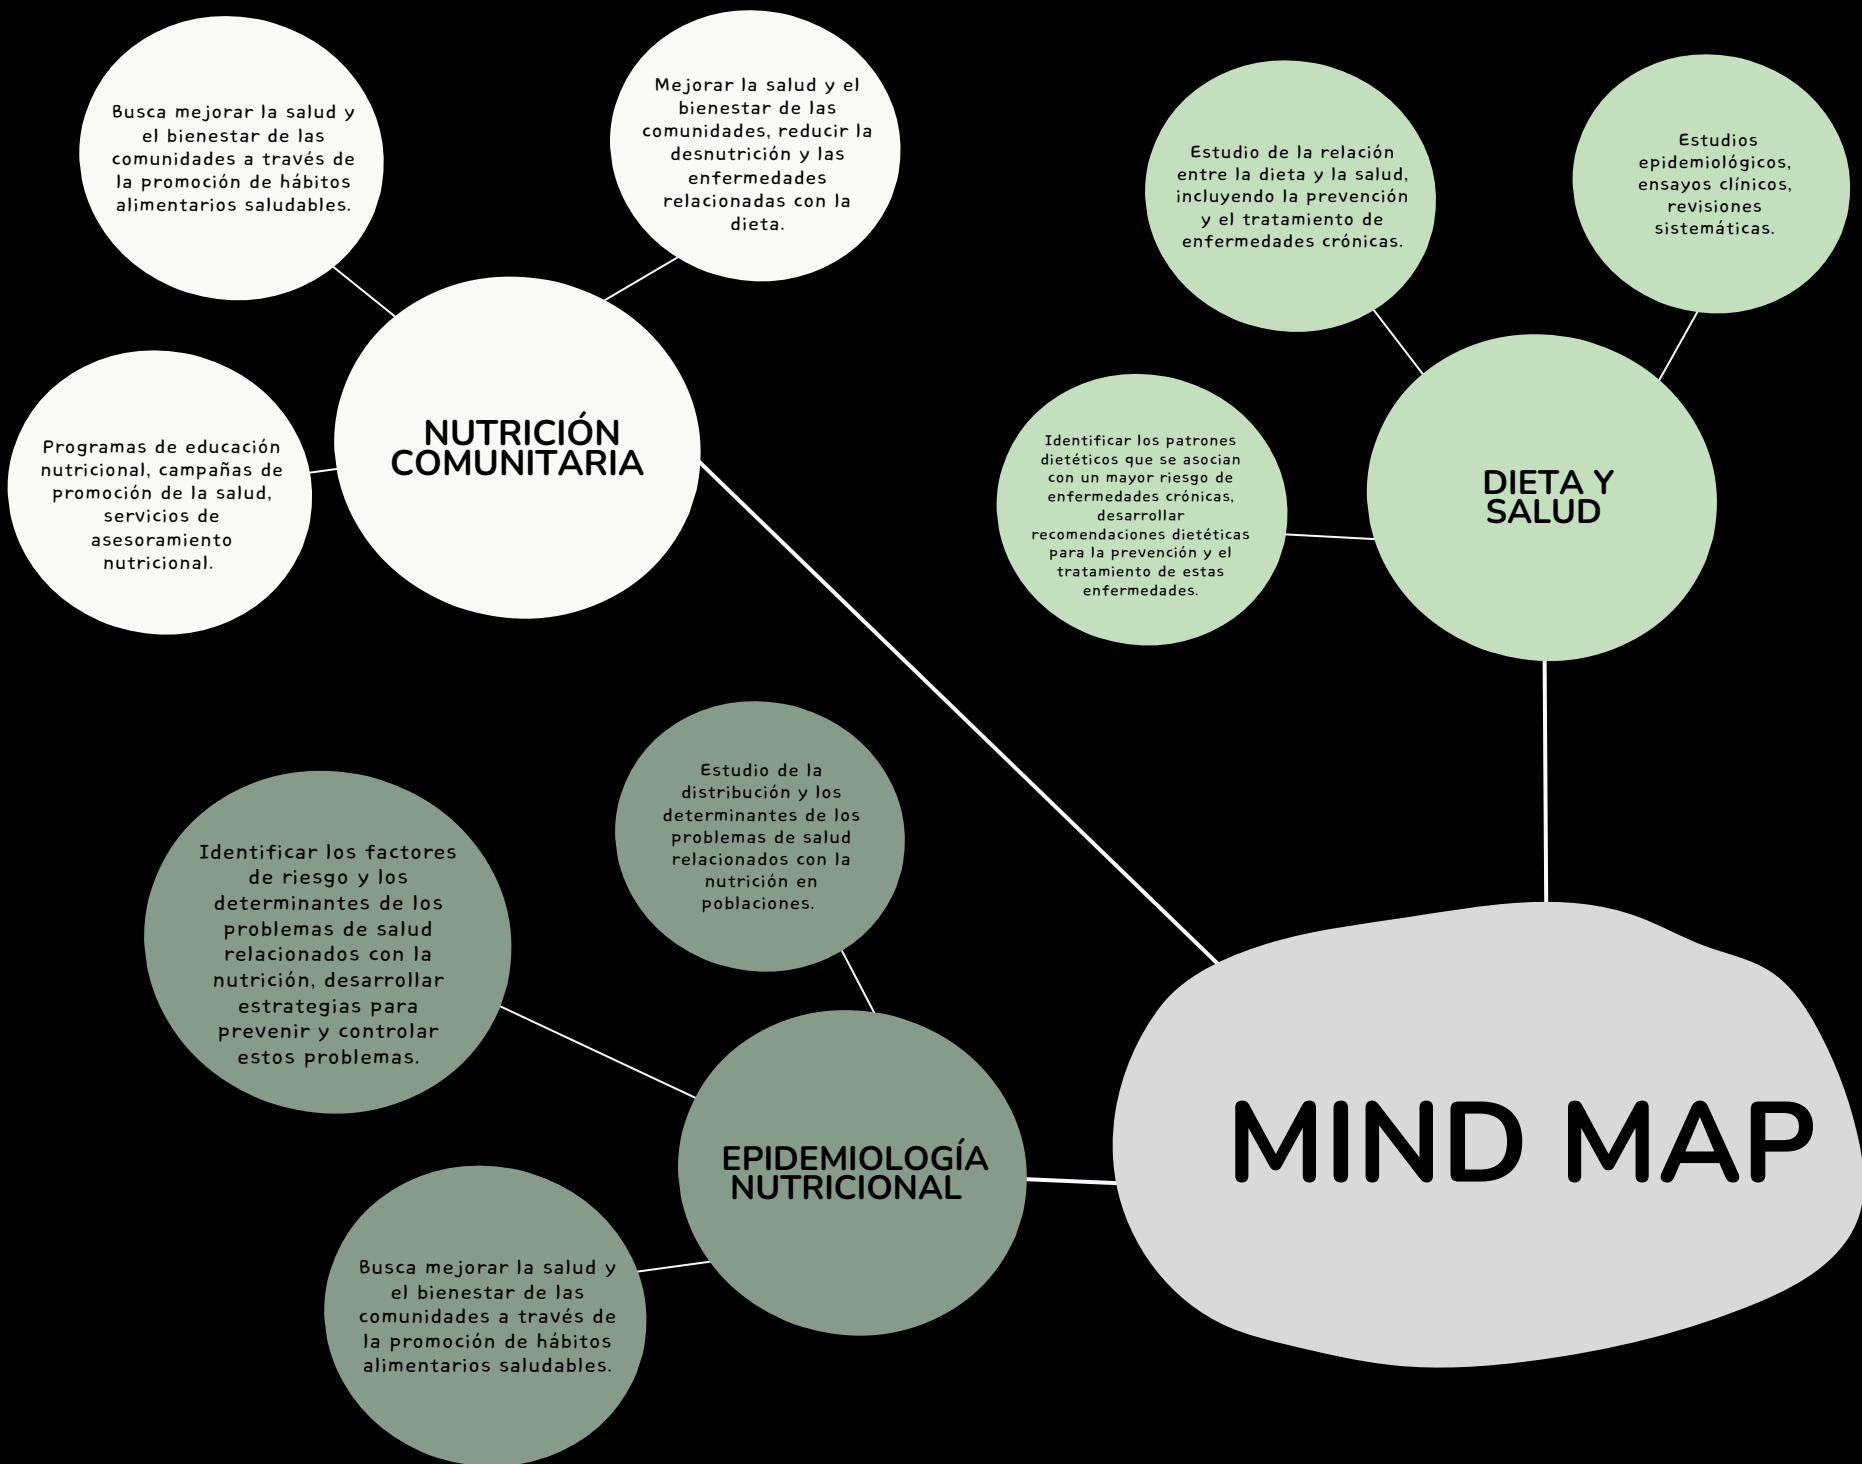 Busca mejorar la salud y
el bienestar de las
comunidades a través de
la promoción de hábitos
alimentarios saludables.
Mejorar la salud y el
bienestar de las
comunidades, reducir la
desnutrición y las
enfermedades
relacionadas con la
dieta.
Programas de educación
nutricional, campañas de
promoción de la salud,
servicios de
asesoramiento
nutricional.
NUTRICIÓN
COMUNITARIA
Estudio de la relación
entre la dieta y la salud,
incluyendo la prevención
y el tratamiento de
enfermedades crónicas.
Estudios
epidemiológicos,
ensayos clínicos,
revisiones
sistemáticas.
Identificar los patrones
dietéticos que se asocian
con un mayor riesgo de
enfermedades crónicas,
desarrollar
recomendaciones dietéticas
para la prevención y el
tratamiento de estas
enfermedades.
DIETA Y
SALUD
Estudio de la
distribución y los
determinantes de los
problemas de salud
relacionados con la
nutrición en
poblaciones.
Identificar los factores
de riesgo y los
determinantes de los
problemas de salud
relacionados con la
nutrición, desarrollar
estrategias para
prevenir y controlar
estos problemas.
EPIDEMIOLOGÍA
NUTRICIONAL
Busca mejorar la salud y
el bienestar de las
comunidades a través de
la promoción de hábitos
alimentarios saludables.
MIND MAP